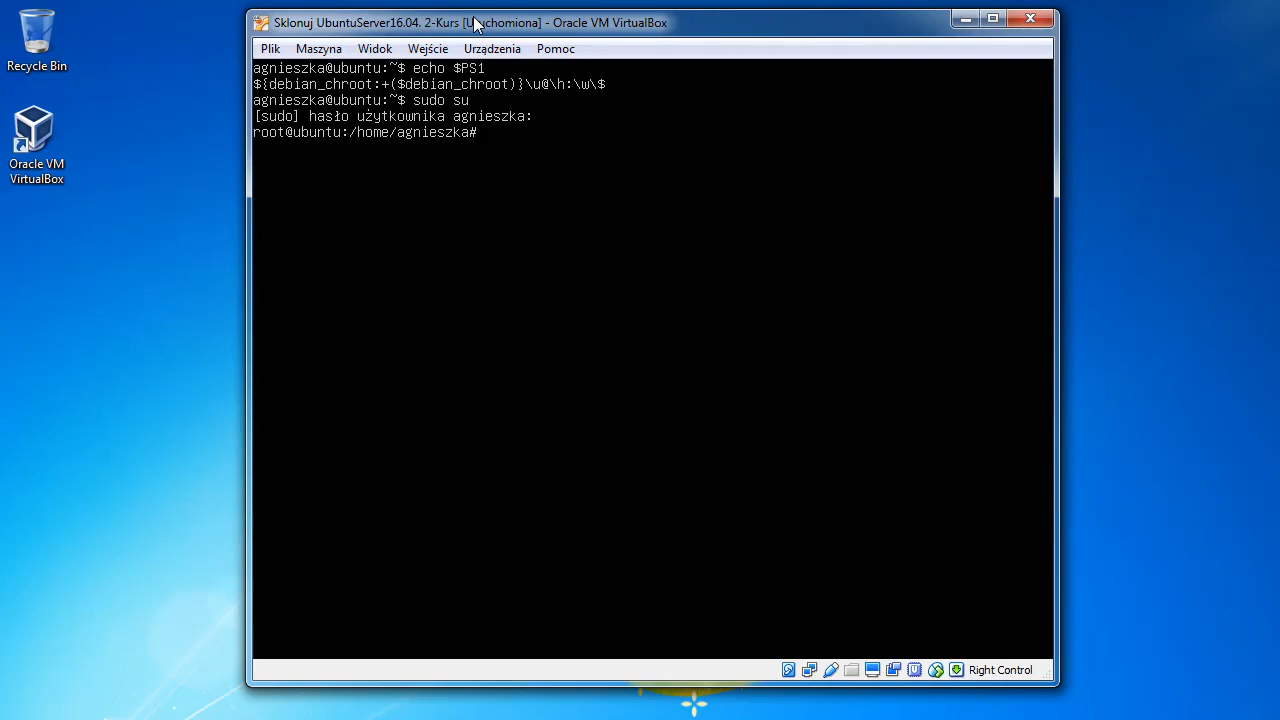 Recycle Bin
Oracle VM
VirtualBox
Sklonuj UbuntuServer16.04. 2-Kurs [Uruchomiona] - Oracle VM VirtualBox
Plik Maszyna Widok Wejście Urządzenia Pomoc
agnieszka@ubuntu:~$ echo $PS1
${debian_chroot:+($debian_chroot)}\u@\h:\w\$
agnieszka@ubuntu:~$ sudo su
[sudo] hasło użytkownika agnieszka:
root@ubuntu:/home/agnieszka#
Right Control